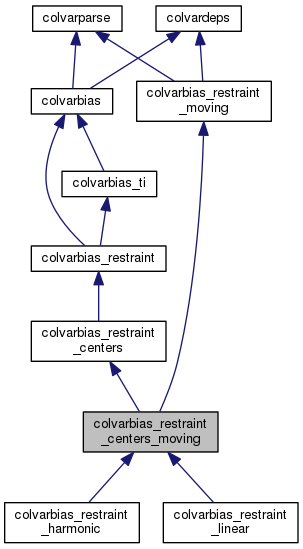 colvarparse
colvardeps
colvarbias
colvarbias_restraint
_moving
colvarbias_ti
colvarbias_restraint
colvarbias_restraint
_centers
colvarbias_restraint
_centers_moving
colvarbias_restraint
_harmonic
colvarbias_restraint
_linear